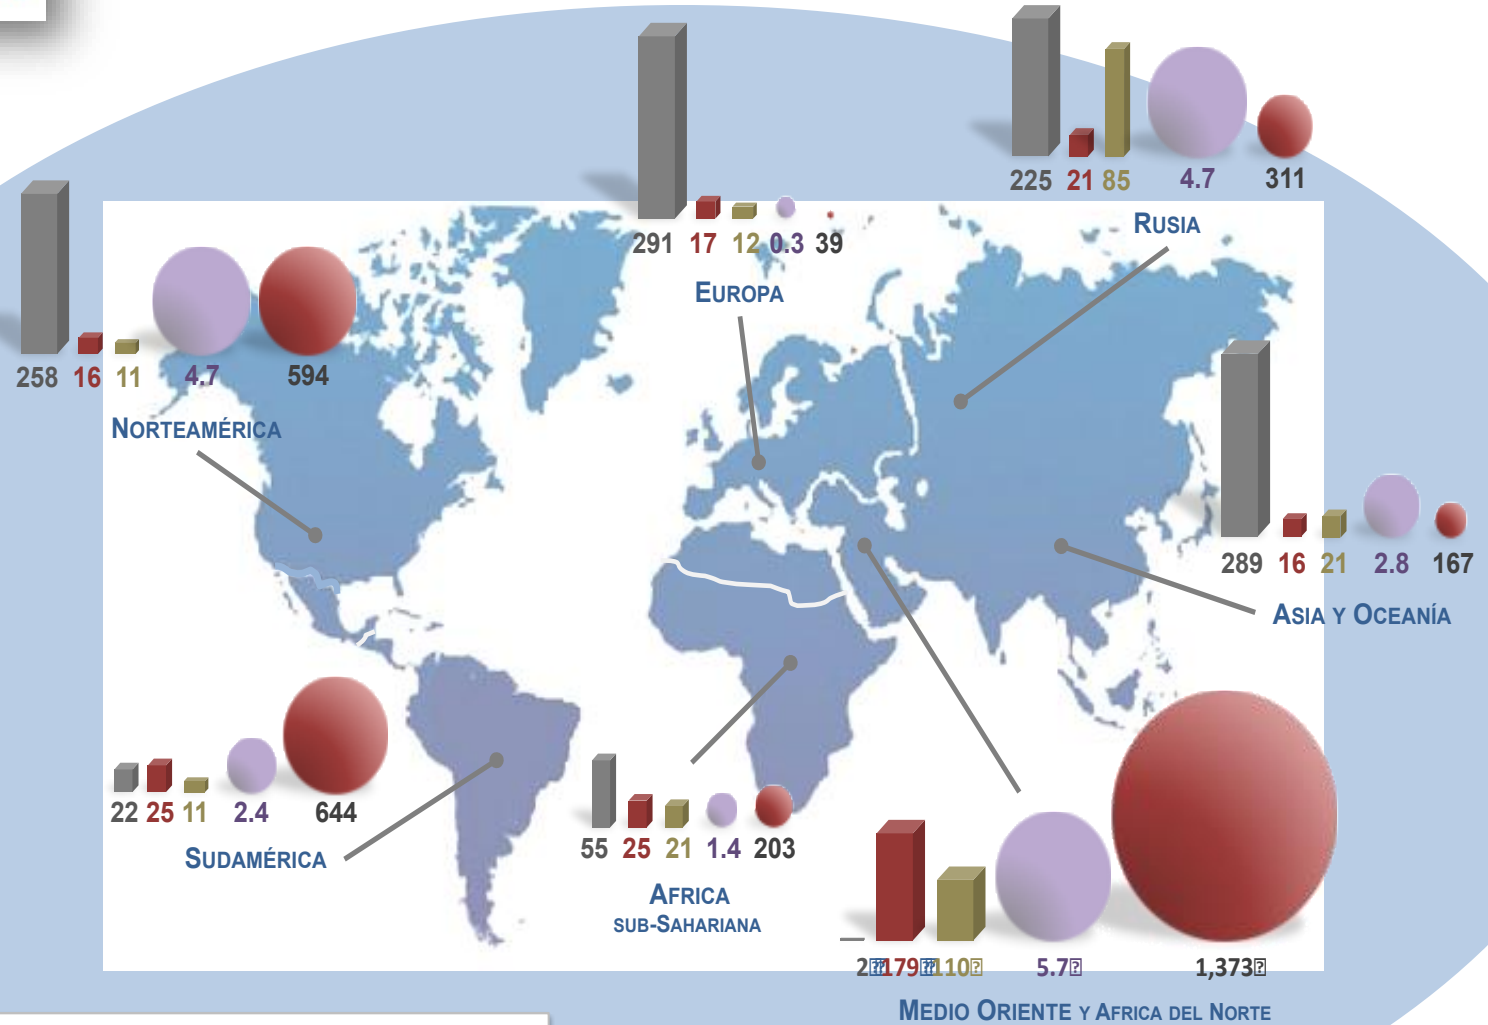 225 21 85 4.7 311
RUSIA
291 17 12 0.3 39
EUROPA
258 16 11 4.7 594
NORTEAMÉRICA
289 16 21 2.8 167
ASIA Y OCEANÍA
22 25 11 2.4 644
SUDAMÉRICA
55 25 21 1.4 203
AFRICA
SUB-SAHARIANA
2 179 110 5.7 1,373
MEDIO ORIENTE Y AFRICA DEL NORTE